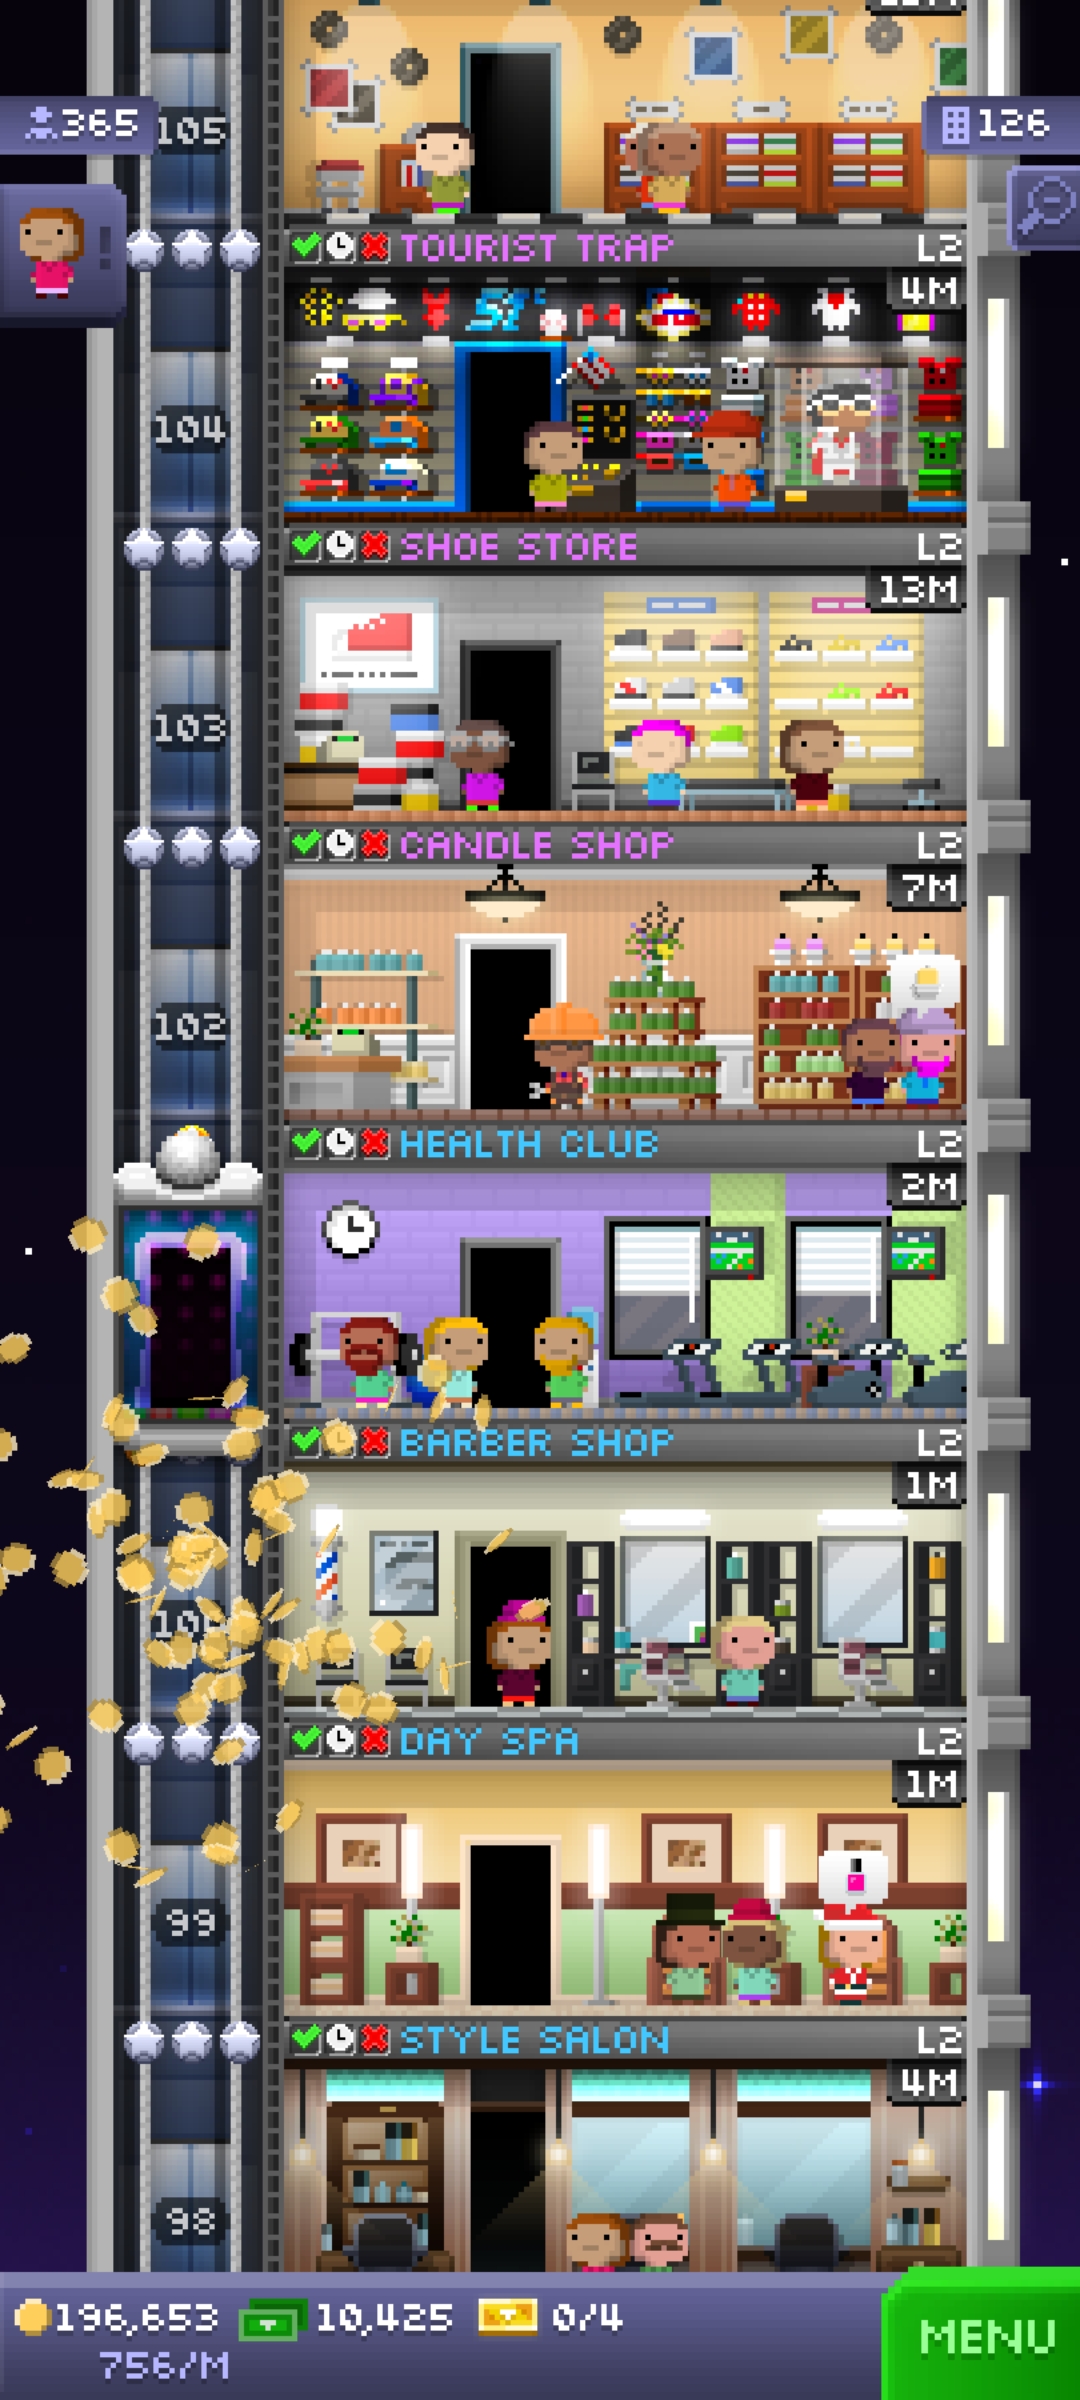 105
365
126
TOURIST TRAP L2
4M
104
SHOE STORE L2
13M
103
CANDLE SHOP L2
7M
102
HEALTH CLUB L2
2M
BARBER SHOP L2
1M
DAY SPA L2
1M
99
STYLE SALON L2
4M
98
196,653 10,425 0/4
756/M
MENU